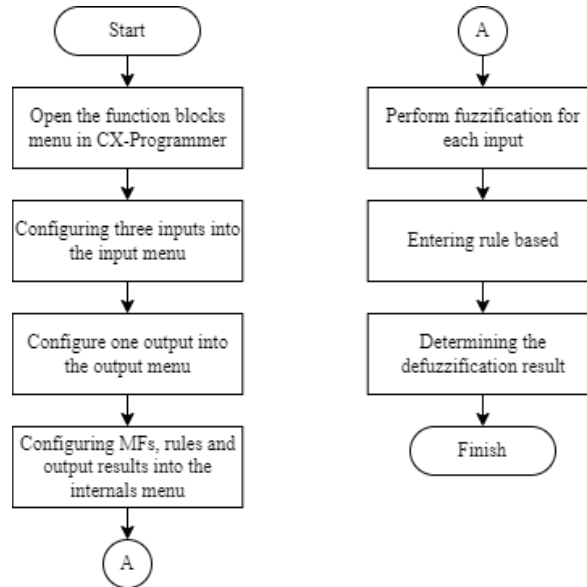 Start
Open the function blocks
menu in CX-Programmer
Configuring three inputs into
the input menu
Configure one output into
the output menu
Configuring MFs, rules and
output results into the
internals menu
A
A
Perform fuzzification for
each input
Entering rule based
Determining the
defuzzification result
Finish